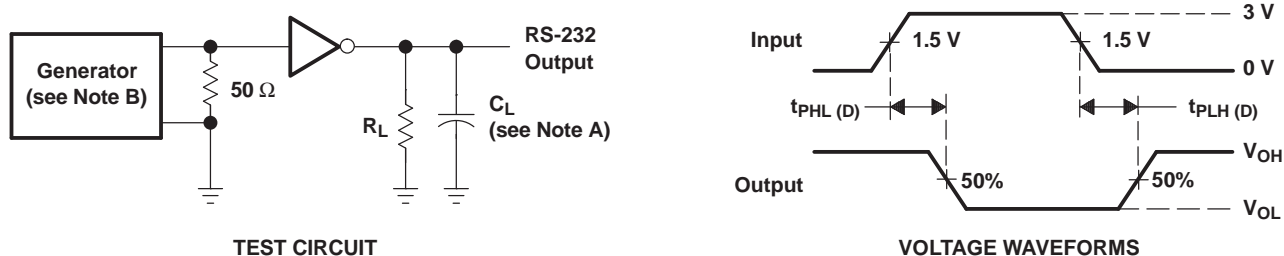 Generator
(see Note B)
50 Ω
RS-232
Output
R_L
C_L
(see Note A)
TEST CIRCUIT
Input
1.5 V
1.5 V
3 V
0 V
t_PHL (D)
t_PLH (D)
Output
50%
50%
V_OH
V_OL
VOLTAGE WAVEFORMS